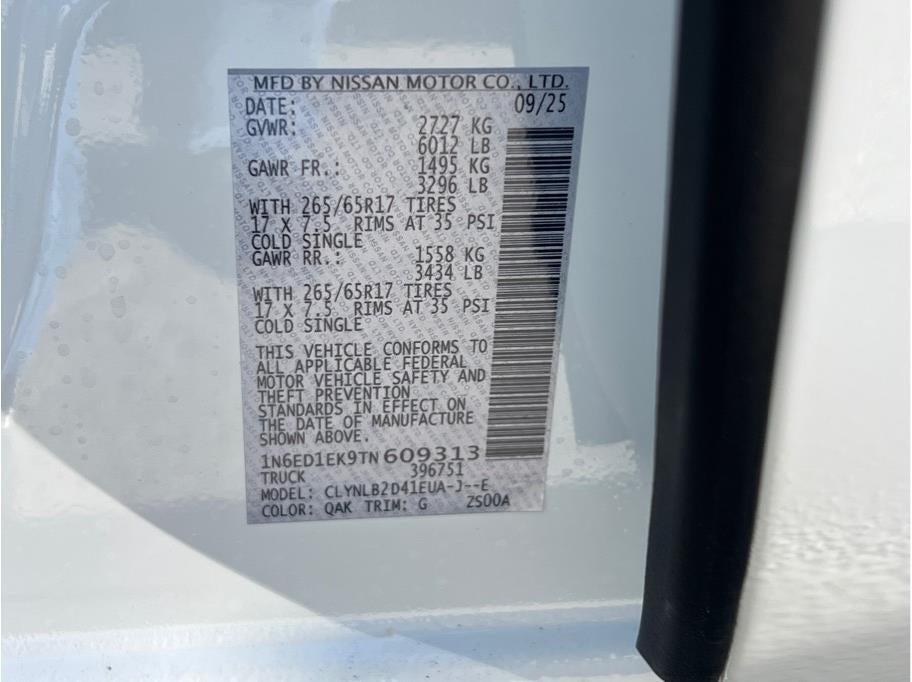 MFD BY NISSAN MOTOR CO., LTD.
DATE: 09/25
GVWR: 2727 KG
6012 LB
GAWR FR.: 1495 KG
3296 LB
WITH 265/65R17 TIRES
17 X 7.5 RIMS AT 35 PSI
COLD SINGLE
GAWR RR.: 1558 KG
3434 LB
WITH 265/65R17 TIRES
17 X 7.5 RIMS AT 35 PSI
COLD SINGLE
THIS VEHICLE CONFORMS TO
ALL APPLICABLE FEDERAL
MOTOR VEHICLE SAFETY AND
THEFT PREVENTION
STANDARDS IN EFFECT ON
THE DATE OF MANUFACTURE
SHOWN ABOVE.
1N6ED1EK9TN 609313
TRUCK 396751
MODEL: CLYNLB2D41EUA-J--E
COLOR: QAK TRIM: G ZS00A